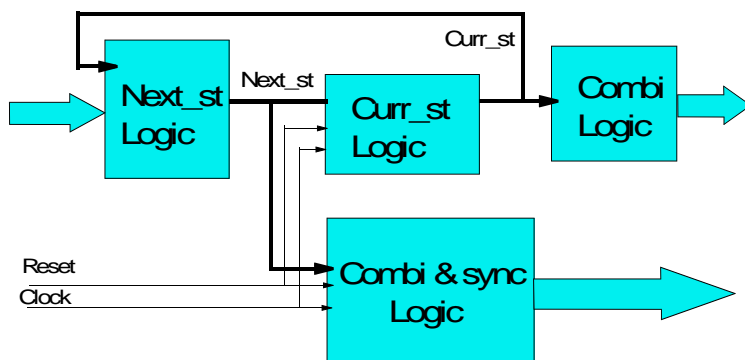 Curr_st
Next_st
Next_st
Logic
Curr_st
Logic
Combi
Logic
Reset
Clock
Combi & sync
Logic